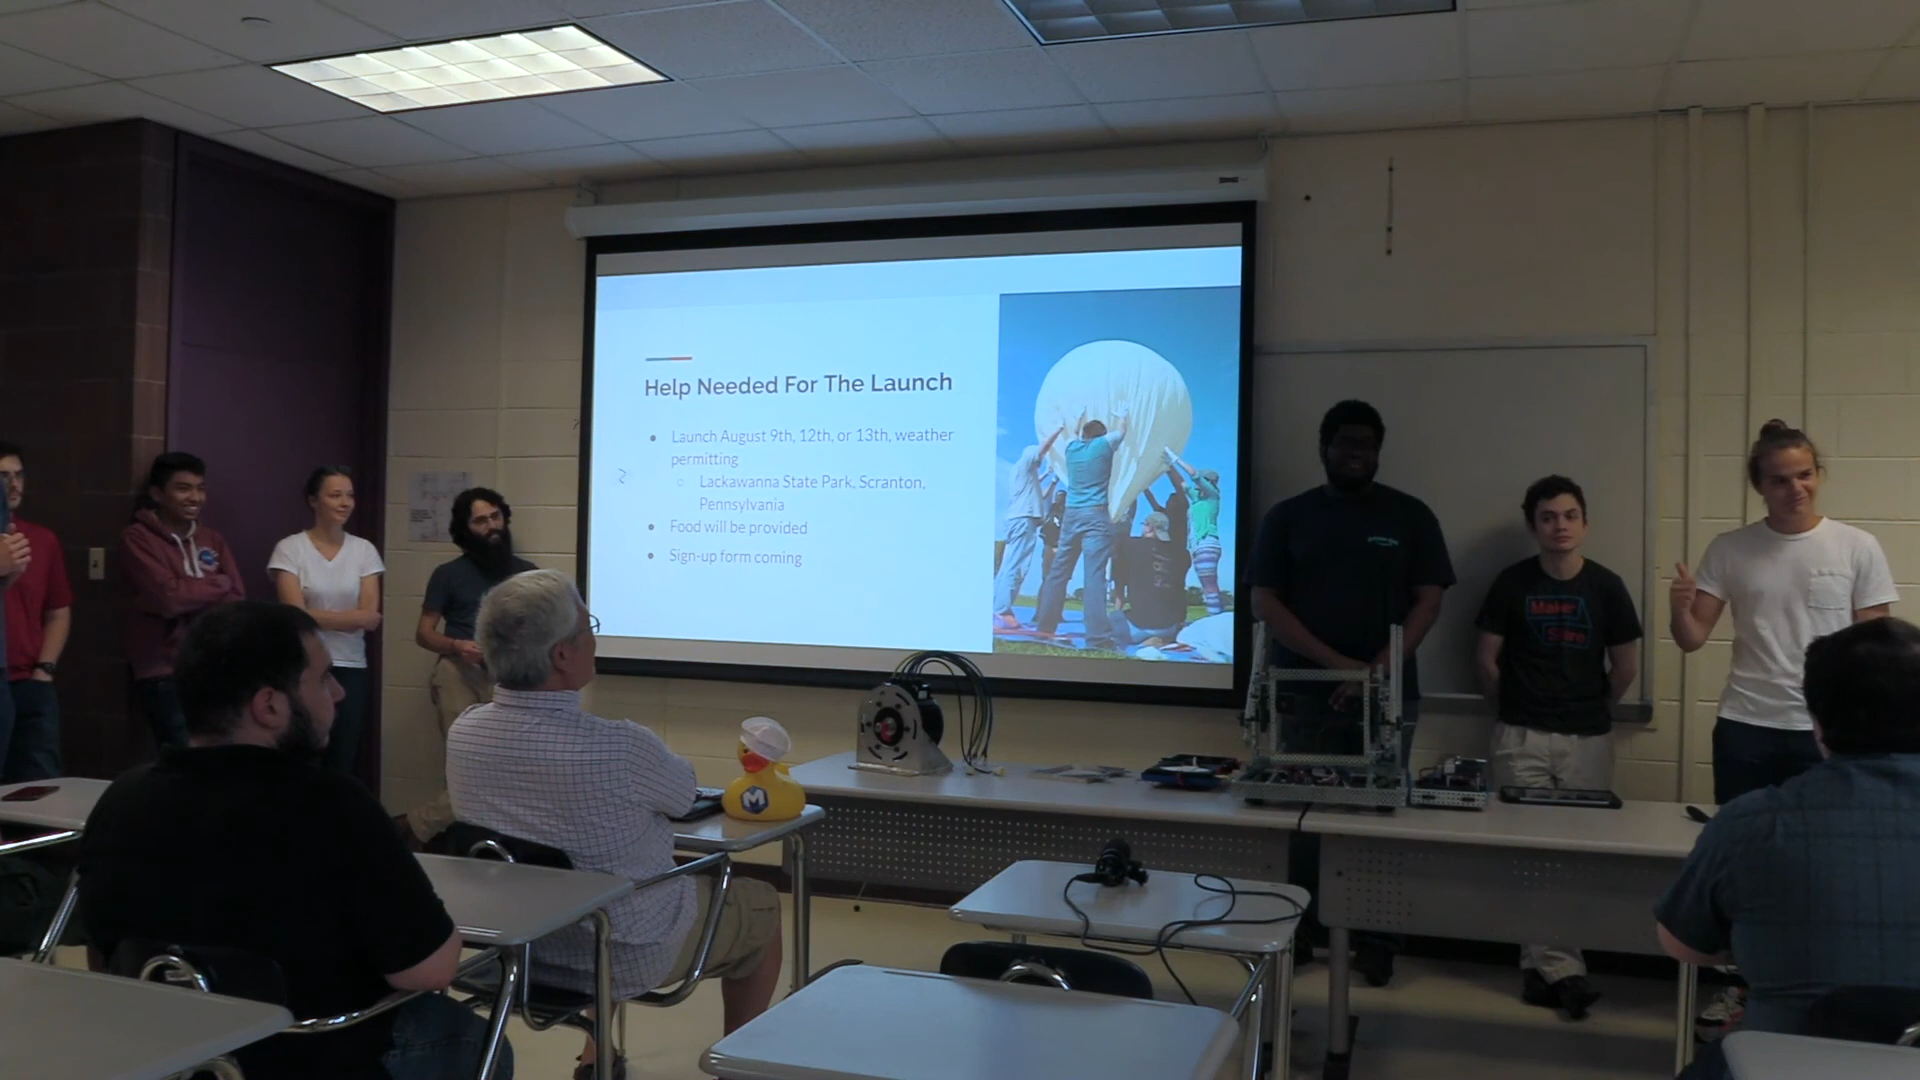 Help Needed For The Launch
Launch August 9th, 12th, or 13th, weather
permitting
Lackawanna State Park, Scranton,
Pennsylvania
Food will be provided
Sign-up form coming
Maker
M